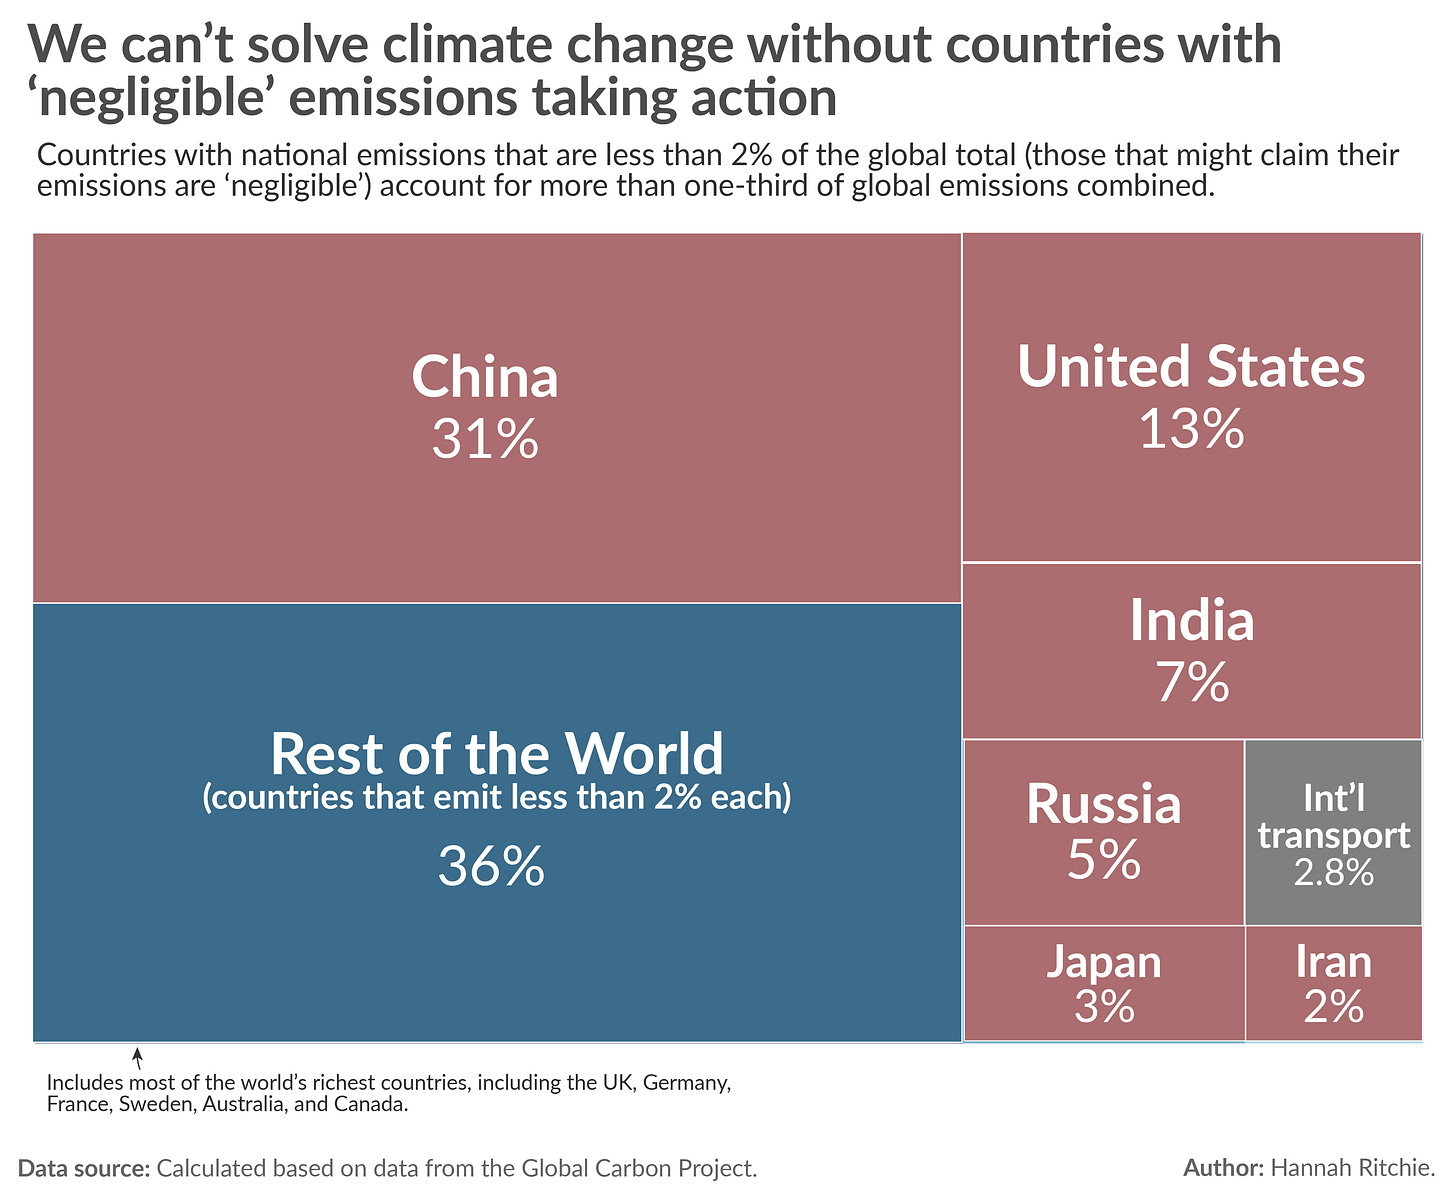 We can’t solve climate change without countries with
‘negligible’ emissions taking action
Countries with national emissions that are less than 2% of the global total (those that might claim their
emissions are ‘negligible’) account for more than one-third of global emissions combined.
China
31%
United States
13%
India
7%
Rest of the World
(countries that emit less than 2% each)
36%
Russia
5%
Int’l
transport
2.8%
Japan
3%
Iran
2%
Includes most of the world’s richest countries, including the UK, Germany,
France, Sweden, Australia, and Canada.
Data source: Calculated based on data from the Global Carbon Project.
Author: Hannah Ritchie.